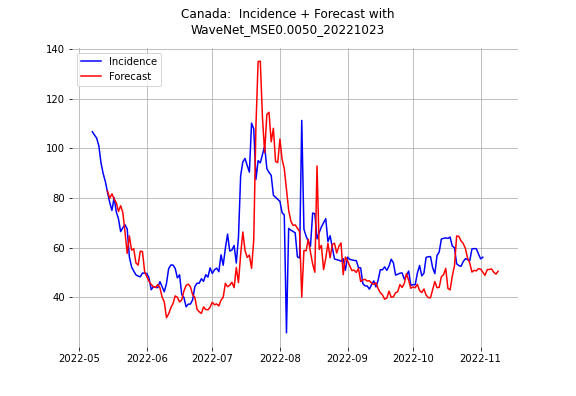 Canada:  Incidence + Forecast with
WaveNet_MSE0.0050_20221023
Incidence
Forecast
140
120
100
80
60
40
2022-05 2022-06 2022-07 2022-08 2022-09 2022-10 2022-11